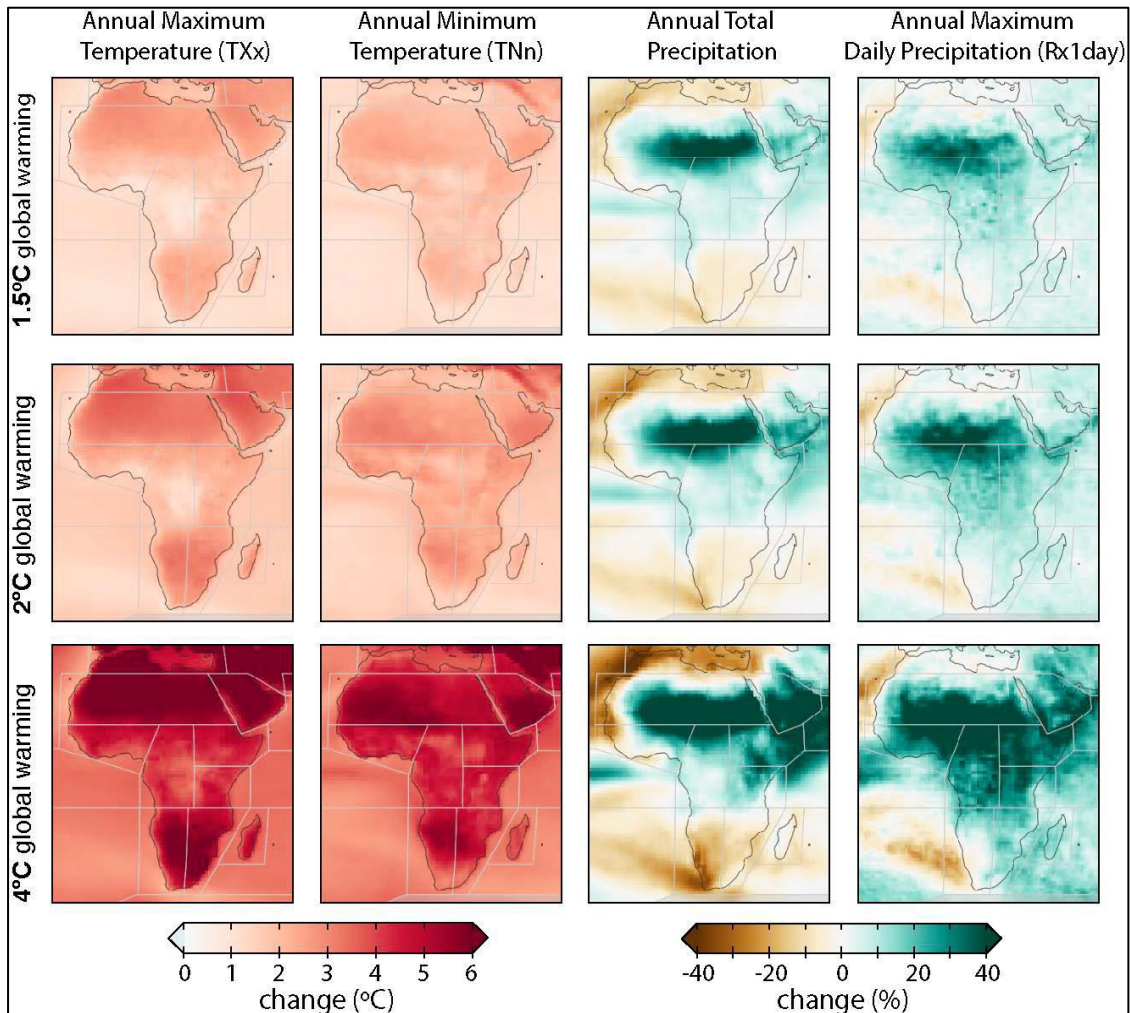 Annual Maximum
Temperature (TXx)
Annual Minimum
Temperature (TNn)
Annual Total
Precipitation
Annual Maximum
Daily Precipitation (Rx1day)
1.5ºC global warming
2ºC global warming
4ºC global warming
0 1 2 3 4 5 6
change (ºC)
-40 -20 0 20 40
change (%)